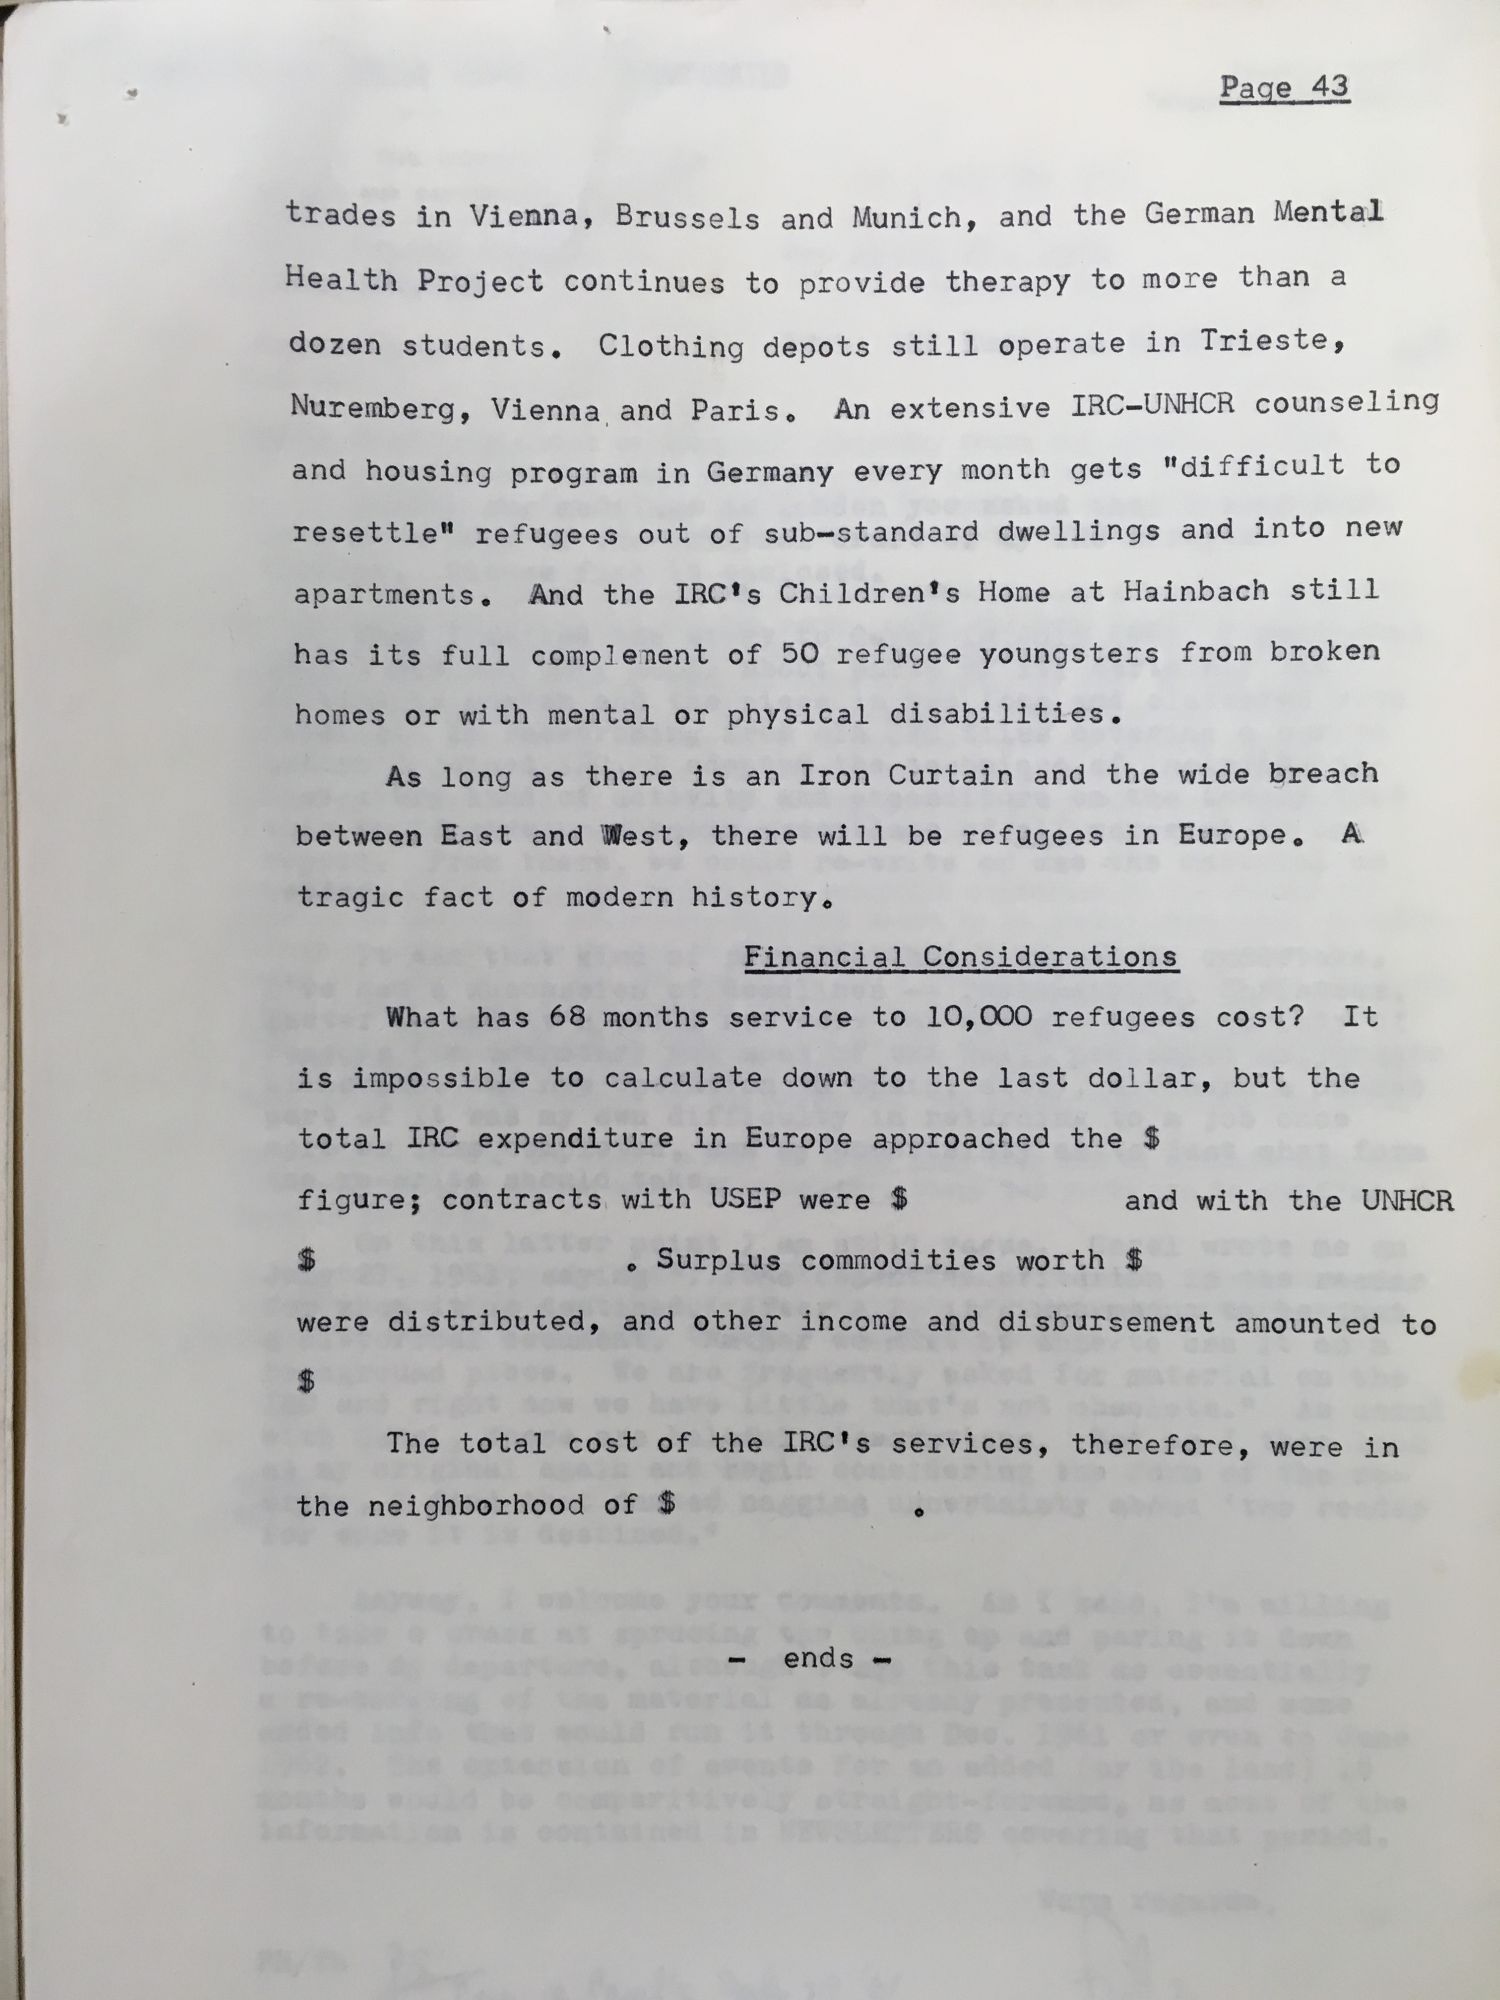 Page 43
trades in Vienna, Brussels and Munich, and the German Mental
Health Project continues to provide therapy to more than a
dozen students. Clothing depots still operate in Trieste,
Nuremberg, Vienna and Paris. An extensive IRC-UNHCR counseling
and housing program in Germany every month gets "difficult to
resettle" refugees out of sub-standard dwellings and into new
apartments. And the IRC's Children's Home at Hainbach still
has its full complement of 50 refugee youngsters from broken
homes or with mental or physical disabilities.
As long as there is an Iron Curtain and the wide breach
between East and West, there will be refugees in Europe. A
tragic fact of modern history.
Financial Considerations
What has 68 months service to 10,000 refugees cost? It
is impossible to calculate down to the last dollar, but the
total IRC expenditure in Europe approached the $
figure; contracts with USEP were $ and with the UNHCR
$ . Surplus commodities worth $
were distributed, and other income and disbursement amounted to
$
The total cost of the IRC's services, therefore, were in
the neighborhood of $ .
- ends -